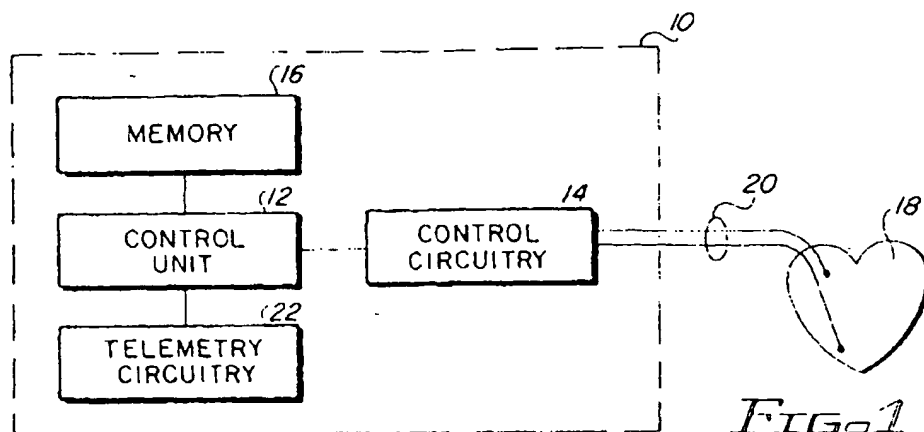 10
16
MEMORY
12
CONTROL
UNIT
14
CONTROL
CIRCUITRY
20
18
22
TELEMETRY
CIRCUITRY
FIG-1